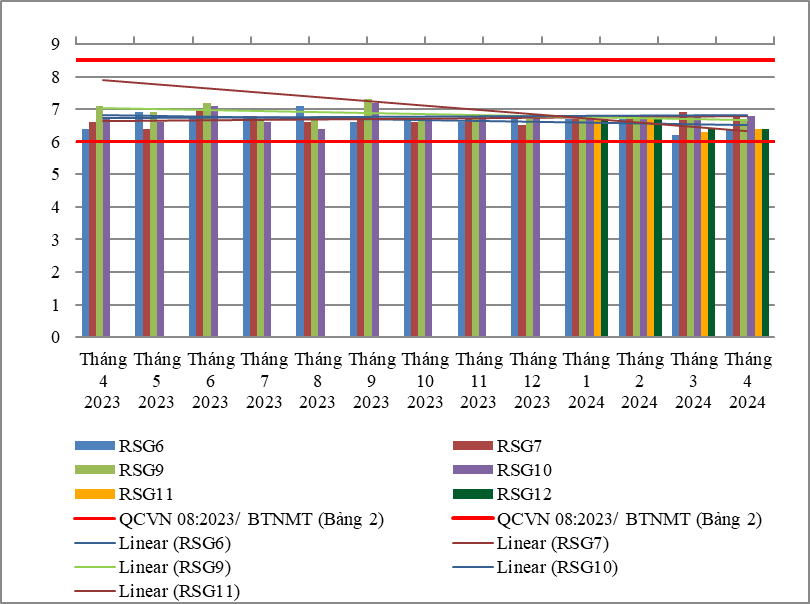 9
8
7
6
5
4
3
2
1
0
Tháng Tháng Tháng Tháng Tháng Tháng Tháng Tháng Tháng Tháng Tháng Tháng Tháng
4 5 6 7 8 9 10 11 12 1 2 3 4
2023 2023 2023 2023 2023 2023 2023 2023 2023 2024 2024 2024 2024
RSG6 RSG7
RSG9 RSG10
RSG11 RSG12
QCVN 08:2023/ BTNMT (Bảng 2) QCVN 08:2023/ BTNMT (Bảng 2)
Linear (RSG6) Linear (RSG7)
Linear (RSG9) Linear (RSG10)
Linear (RSG11)